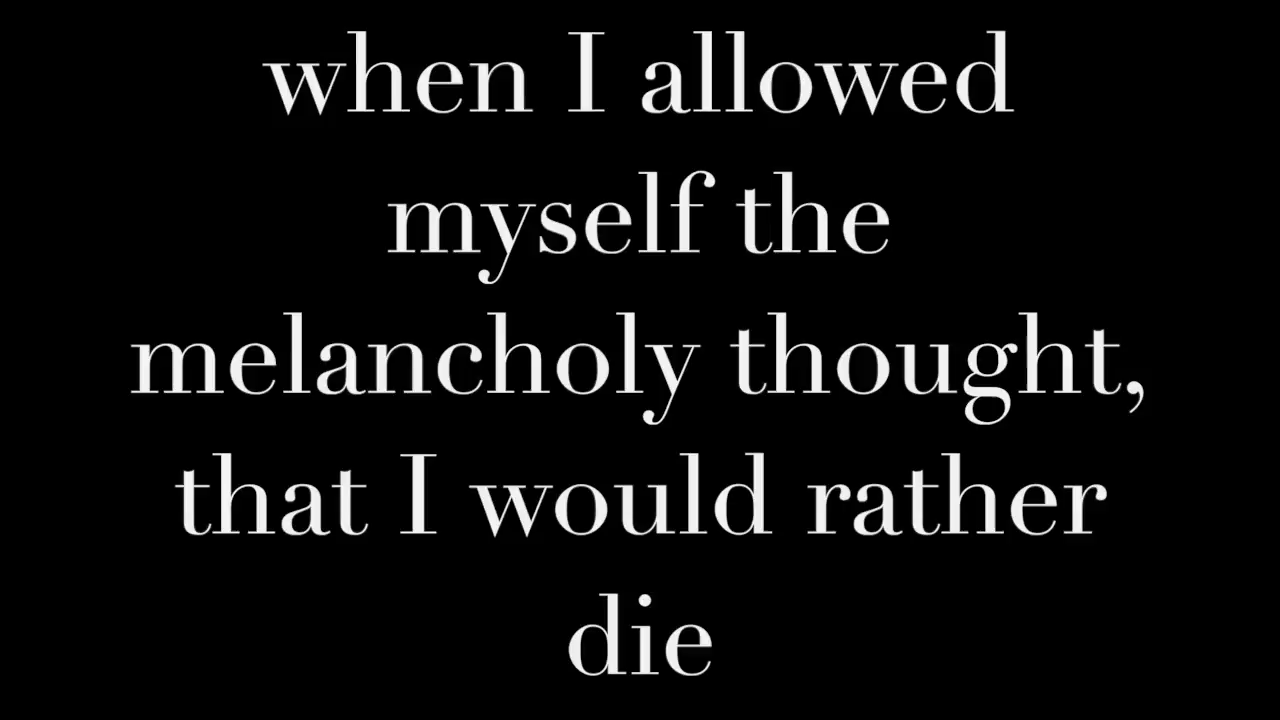 when I allowed
myself the
melancholy thought,
that I would rather
die